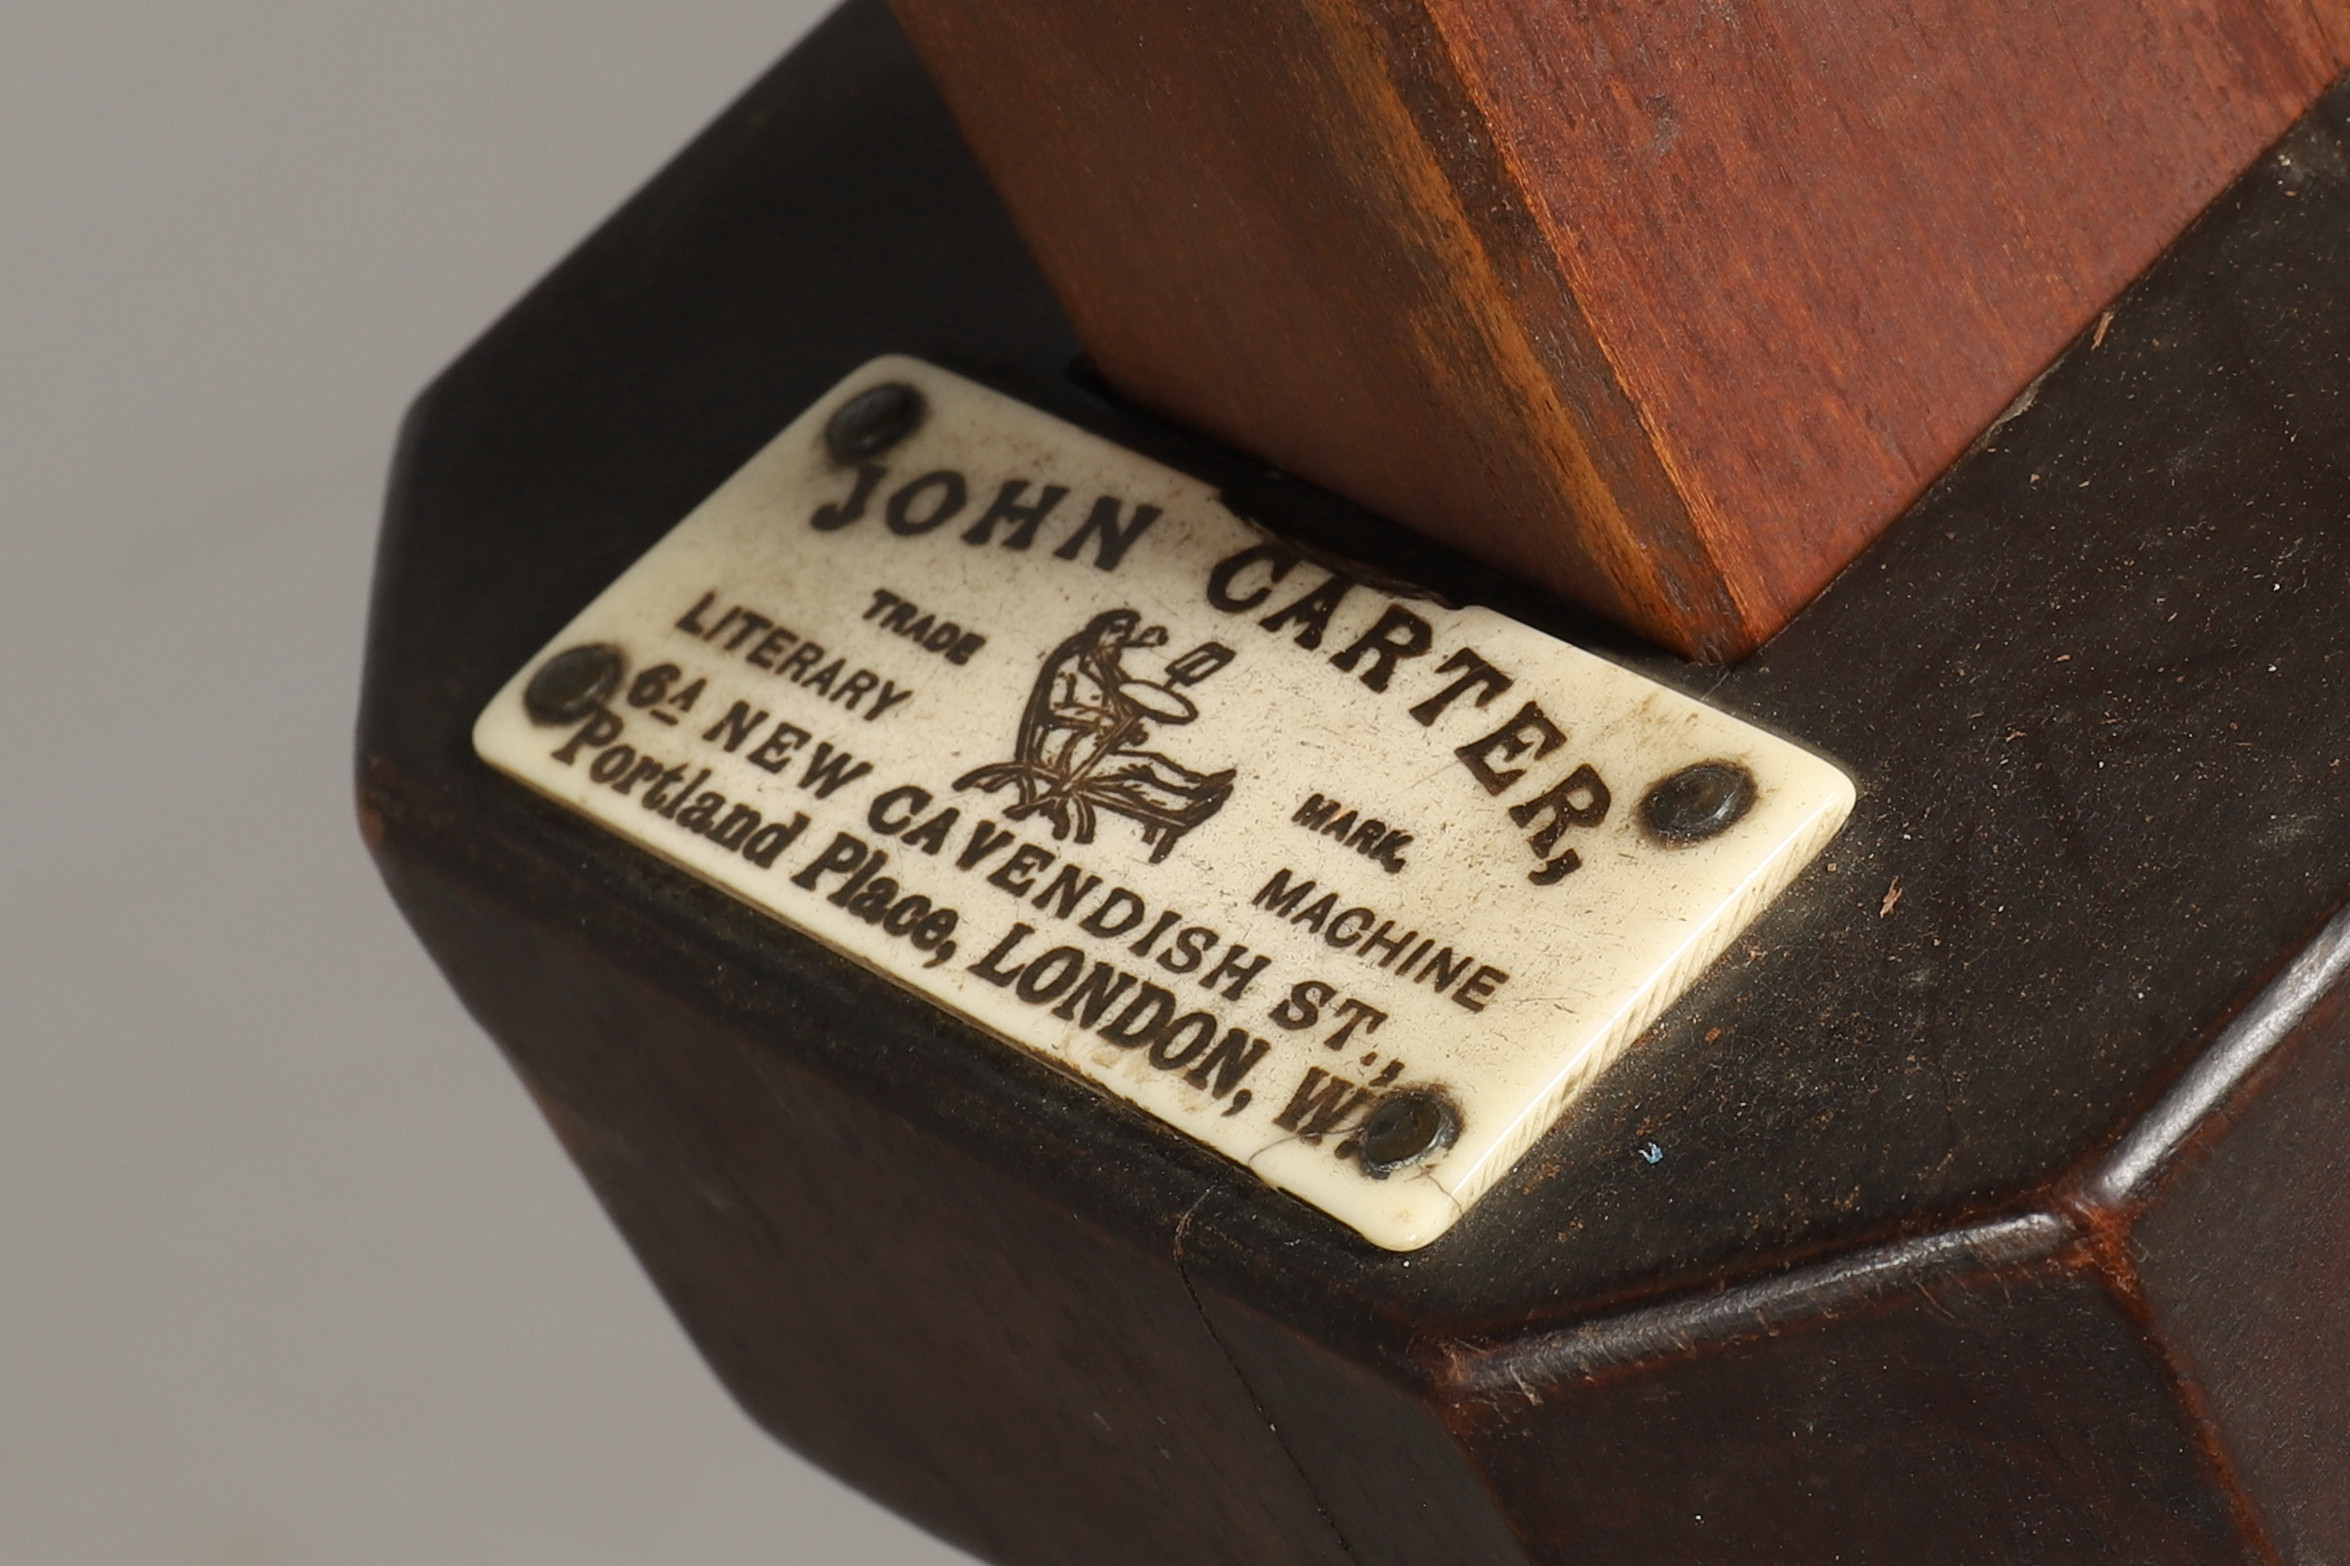 JOHN CARTER,
TRADE MARK.
LITERARY MACHINE
6A NEW CAVENDISH ST.,
Portland Place, LONDON, W.